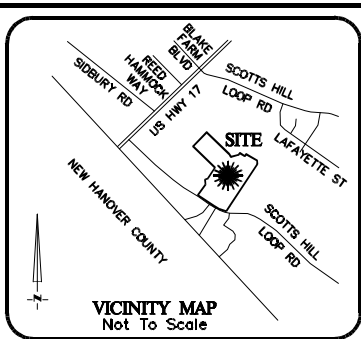 BLAKE
FARM
BLVD
REED
HAMMOCK
WAY
SIDBURY RD
US HWY 17
SCOTTS HILL
LOOP RD
LAFAYETTE ST
SITE
NEW HANOVER COUNTY
SCOTTS HILL
LOOP RD
N
VICINITY MAP
Not To Scale